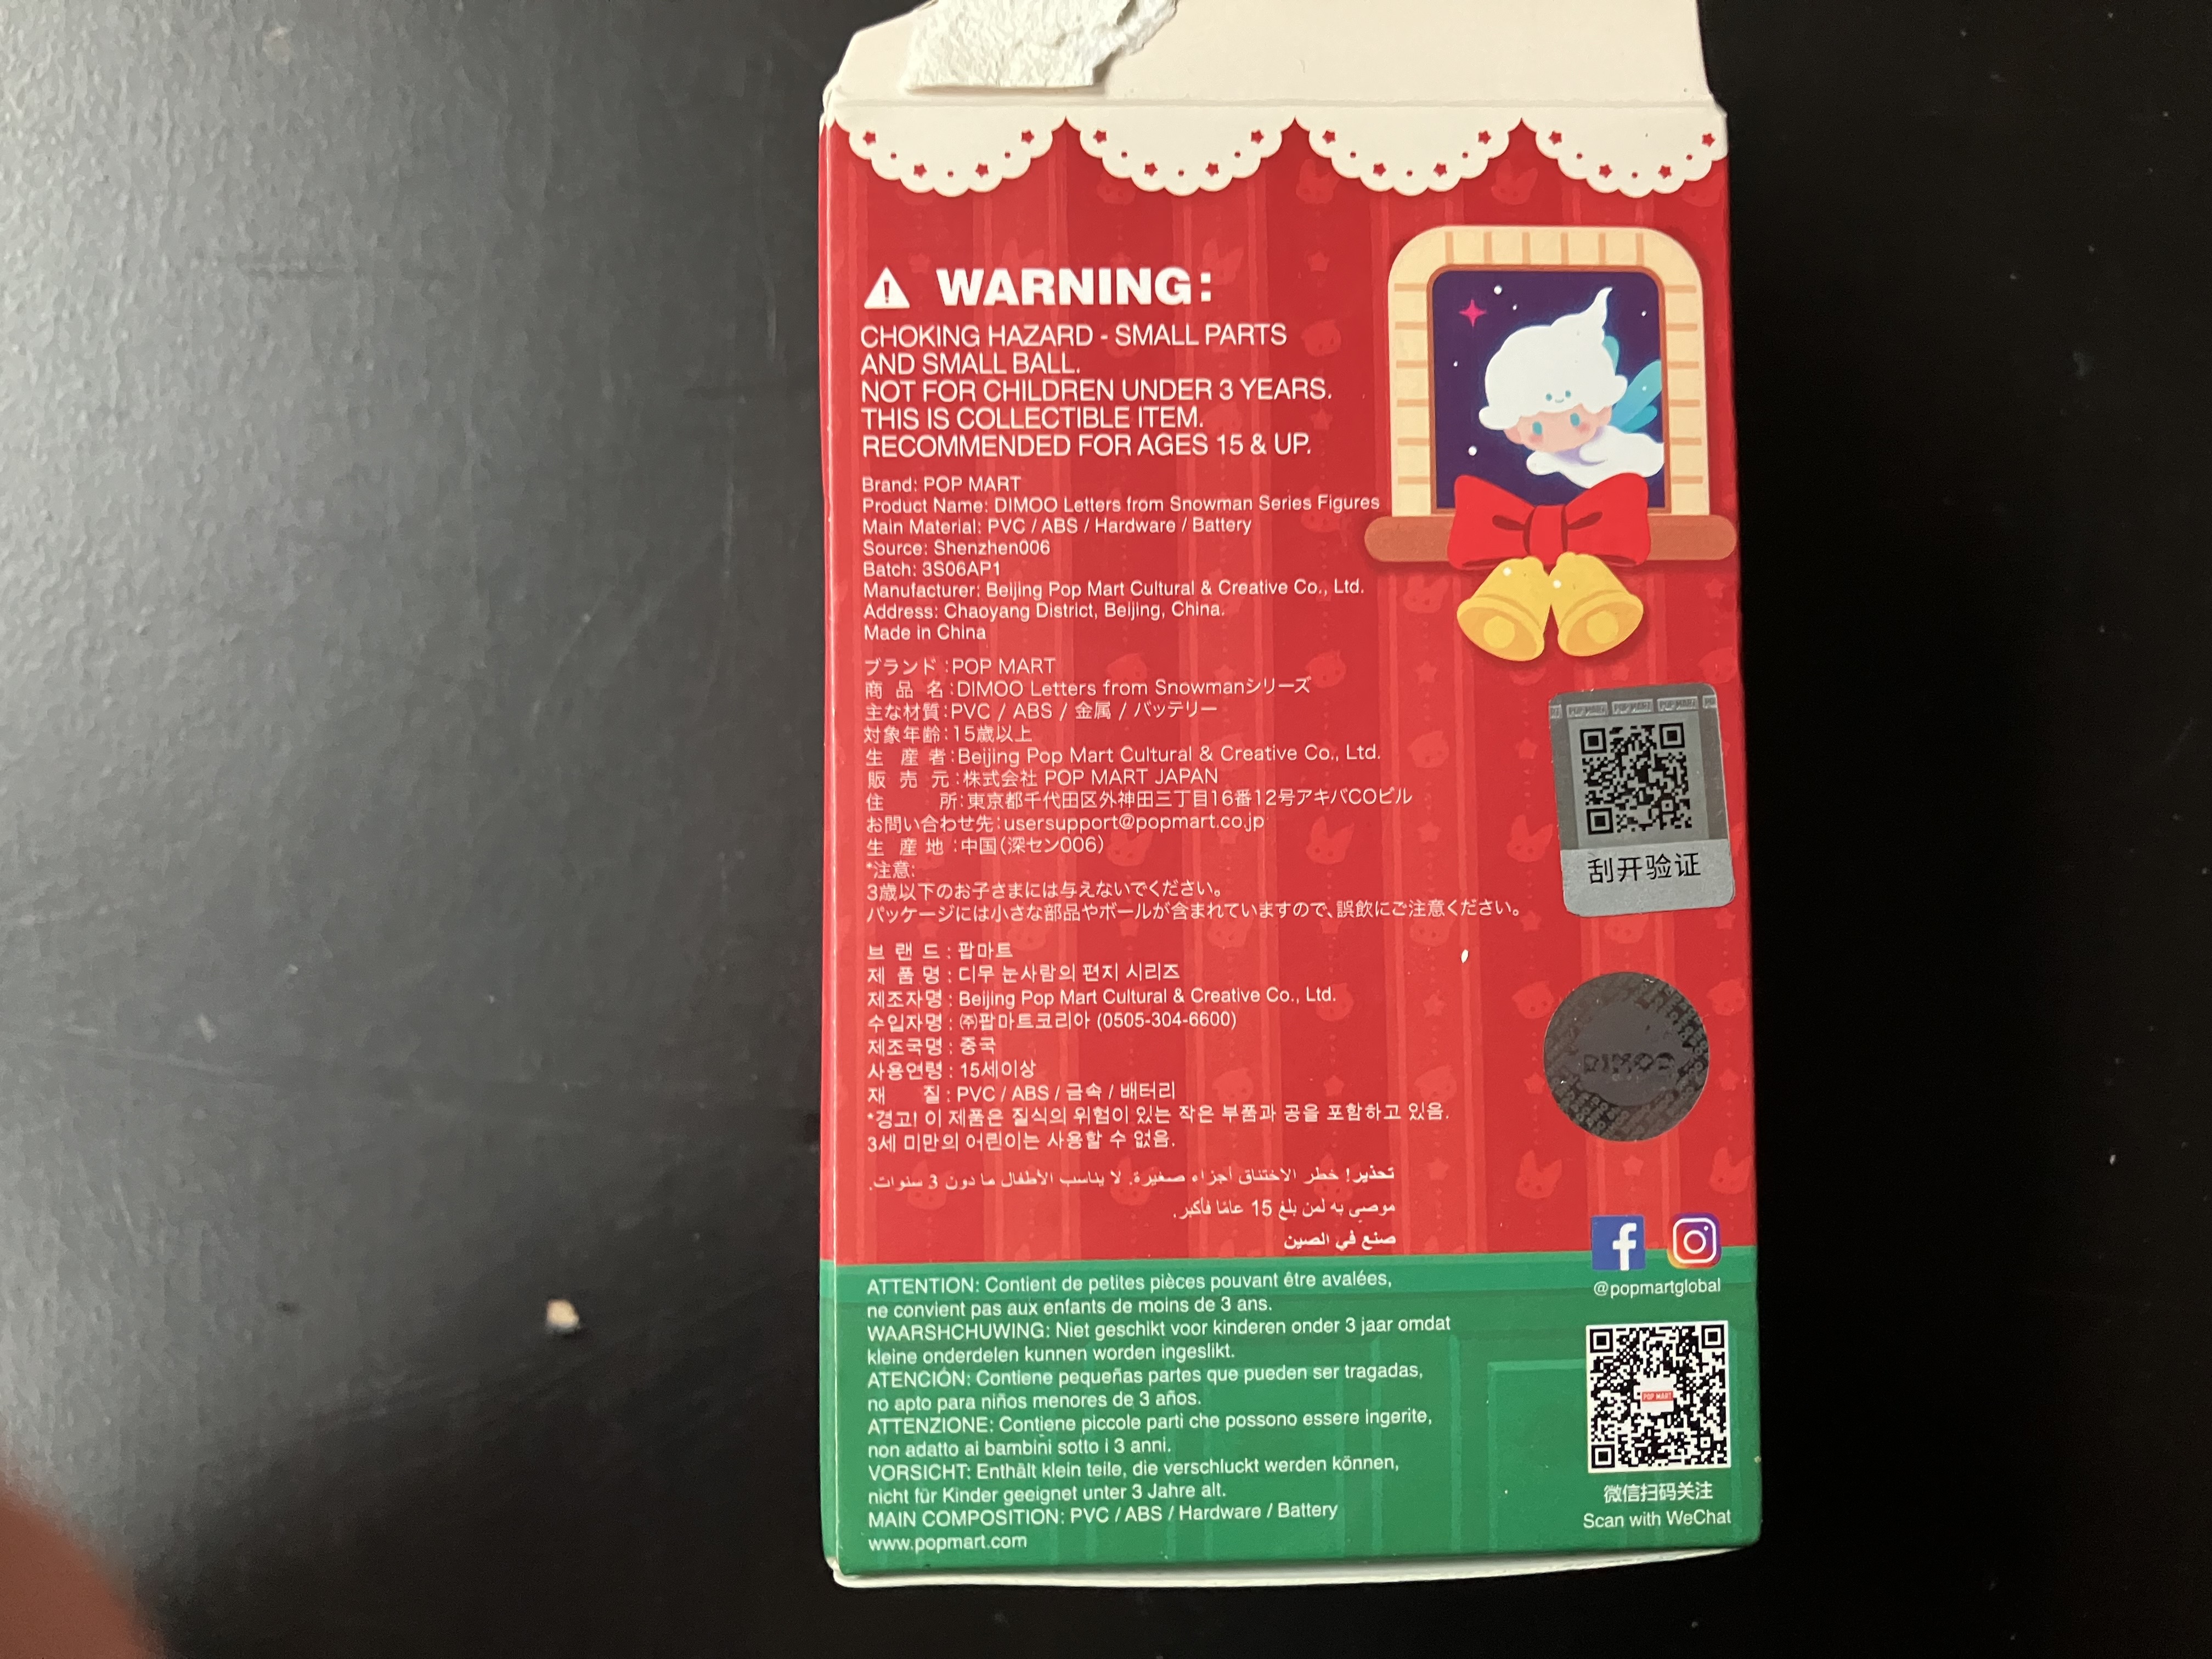 WARNING:
CHOKING HAZARD - SMALL PARTS
AND SMALL BALL.
NOT FOR CHILDREN UNDER 3 YEARS.
THIS IS COLLECTIBLE ITEM.
RECOMMENDED FOR AGES 15 & UP.
Brand: POP MART
Product Name: DIMOO Letters from Snowman Series Figures
Main Material: PVC / ABS / Hardware / Battery
Source: Shenzhen006
Batch: 3S06AP1
Manufacturer: Beijing Pop Mart Cultural & Creative Co., Ltd.
Address: Chaoyang District, Beijing, China.
Made in China
ブランド:POP MART
商 品 名:DIMOO Letters from Snowmanシリーズ
主な材質:PVC / ABS / 金属 / バッテリー
対象年齢:15歳以上
生 産 者:Beijing Pop Mart Cultural & Creative Co., Ltd.
販 売 元:株式会社 POP MART JAPAN
住 所:東京都千代田区外神田三丁目16番12号アキバCOビル
お問い合わせ先:usersupport@popmart.co.jp
生 産 地:中国(深セン006)
*注意:
3歳以下のお子さまには与えないでください。
パッケージには小さな部品やボールが含まれていますので、誤飲にご注意ください。
브 랜 드 : 팝마트
제 품 명 : 디무 눈사람의 편지 시리즈
제조자명 : Beijing Pop Mart Cultural & Creative Co., Ltd.
수입자명 : ㈜팝마트코리아 (0505-304-6600)
제조국명 : 중국
사용연령 : 15세이상
재 질 : PVC / ABS / 금속 / 배터리
*경고! 이 제품은 질식의 위험이 있는 작은 부품과 공을 포함하고 있음.
3세 미만의 어린이는 사용할 수 없음.
تحذير! خطر الاختناق أجزاء صغيرة. لا يناسب الأطفال ما دون 3 سنوات.
موصى به لمن بلغ 15 عامًا فأكبر.
صنع في الصين
ATTENTION: Contient de petites pièces pouvant être avalées,
ne convient pas aux enfants de moins de 3 ans.
WAARSHCHUWING: Niet geschikt voor kinderen onder 3 jaar omdat
kleine onderdelen kunnen worden ingeslikt.
ATENCIÓN: Contiene pequeñas partes que pueden ser tragadas,
no apto para niños menores de 3 años.
ATTENZIONE: Contiene piccole parti che possono essere ingerite,
non adatto ai bambini sotto i 3 anni.
VORSICHT: Enthält klein teile, die verschluckt werden können,
nicht für Kinder geeignet unter 3 Jahre alt.
MAIN COMPOSITION: PVC / ABS / Hardware / Battery
www.popmart.com
POP MART POP MART POP MART
刮开验证
DIMOO
@popmartglobal
POP MART
微信扫码关注
Scan with WeChat